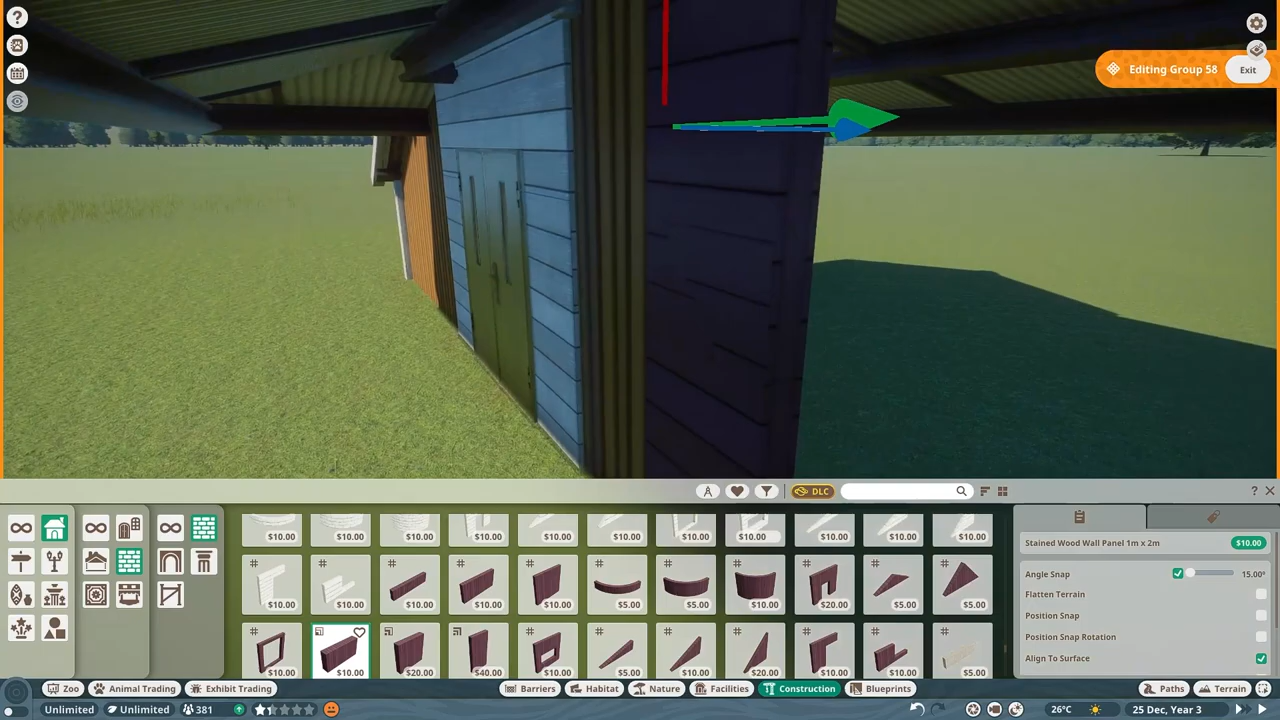 Editing Group 58
Exit
DLC
$10.00 $10.00 $10.00 $10.00 $10.00 $10.00 $10.00 $10.00 $10.00 $10.00 $10.00
$10.00 $10.00 $10.00 $10.00 $10.00 $5.00 $5.00 $10.00 $20.00 $5.00 $5.00
$10.00 $10.00 $20.00 $40.00 $10.00 $10.00 $10.00 $10.00 $10.00 $10.00 $5.00
Stained Wood Wall Panel 1m x 2m $10.00
Angle Snap 15.00°
Flatten Terrain
Position Snap
Position Snap Rotation
Align To Surface
Zoo Animal Trading Exhibit Trading Barriers Habitat Nature Facilities Construction Blueprints Paths Terrain
Unlimited Unlimited 381 26°C 25 Dec, Year 3